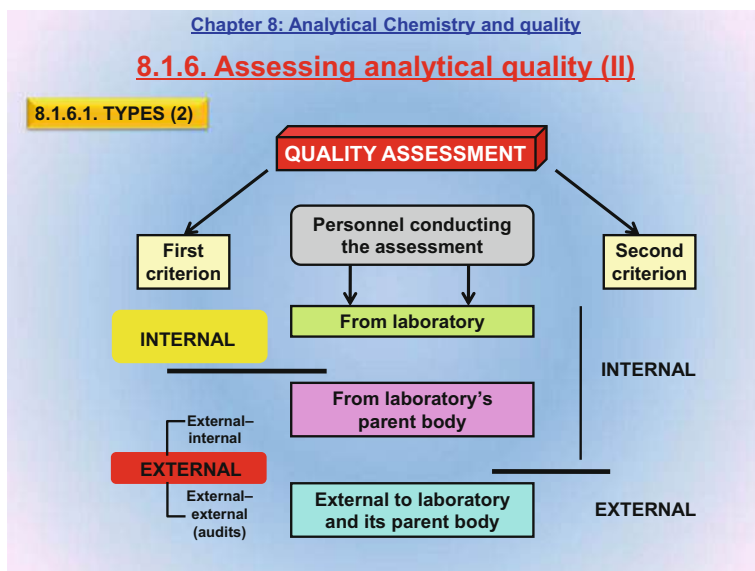 Chapter 8: Analytical Chemistry and quality
8.1.6. Assessing analytical quality (II)
8.1.6.1. TYPES (2)
QUALITY ASSESSMENT
First
criterion
Personnel conducting
the assessment
Second
criterion
INTERNAL
From laboratory
INTERNAL
From laboratory’s
parent body
External–
internal
EXTERNAL
External–
external
(audits)
External to laboratory
and its parent body
EXTERNAL